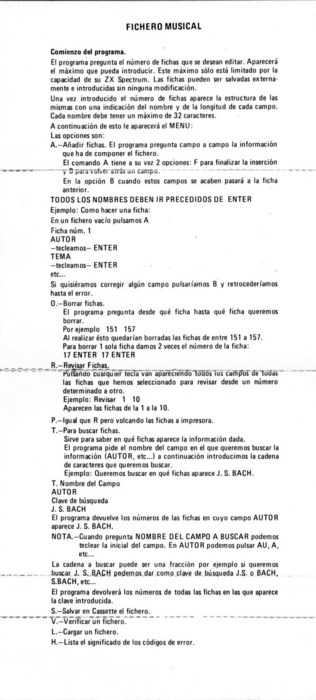 FICHERO MUSICAL
Comienzo del programa.
El programa pregunta el número de fichas que se desean editar. Aparecerá
el máximo que pueda introducir. Este máximo sólo está limitado por la
capacidad de su ZX Spectrum. Las fichas pueden ser salvadas externa-
mente e introducidas sin ninguna modificación.
Una vez introducido el número de fichas aparece la estructura de las
mismas con una indicación del nombre y de la longitud de cada campo.
Cada nombre debe tener un máximo de 32 caracteres.
A continuación de esto le aparecerá el MENU:
Las opciones son:
A.—Añadir fichas. El programa pregunta campo a campo la información
que ha de componer el fichero.
El comando A tiene a su vez 2 opciones: F para finalizar la inserción
y B para volver atrás un campo.
En la opción B cuando estos campos se acaben pasará a la ficha
anterior.
TODOS LOS NOMBRES DEBEN IR PRECEDIDOS DE ENTER
Ejemplo: Como hacer una ficha:
En un fichero vacío pulsamos A
Ficha núm. 1
AUTOR
—tecleamos— ENTER
TEMA
—tecleamos— ENTER
etc...
Si quisiéramos corregir algún campo pulsaríamos B y retrocederíamos
hasta el error.
O.—Borrar fichas.
El programa pregunta desde qué ficha hasta qué ficha queremos
borrar.
Por ejemplo 151 157
Al realizar ésto quedarían borradas las fichas de entre 151 a 157.
Para borrar 1 sola ficha damos 2 veces el número de la ficha:
17 ENTER 17 ENTER
R.—Revisar Fichas.
Pulsando cualquier tecla van apareciendo todos los campos de todas
las fichas que hemos seleccionado para revisar desde un número
determinado a otro.
Ejemplo: Revisar 1 10
Aparecen las fichas de la 1 a la 10.
P.—Igual que R pero volcando las fichas a impresora.
T.—Para buscar fichas.
Sirve para saber en qué fichas aparece la información dada.
El programa pide el nombre del campo en el que queremos buscar la
información (AUTOR, etc...) a continuación introducimos la cadena
de caracteres que queremos buscar.
Ejemplo: Queremos buscar en qué fichas aparece J. S. BACH.
T. Nombre del Campo
AUTOR
Clave de búsqueda
J. S. BACH
El programa devuelve los números de las fichas en cuyo campo AUTOR
aparece J. S. BACH.
NOTA.—Cuando pregunta NOMBRE DEL CAMPO A BUSCAR podemos
teclear la inicial del campo. En AUTOR podemos pulsar AU, A,
etc...
La cadena a buscar puede ser una fracción por ejemplo si queremos
buscar J. S. BACH podemos dar como clave de búsqueda J.S. o BACH,
S.BACH, etc...
El programa devolverá los números de todas las fichas en las que aparece
la clave introducida.
S.—Salvar en Cassette el fichero.
V.—Verificar un fichero.
L.—Cargar un fichero.
H.—Lista el significado de los códigos de error.